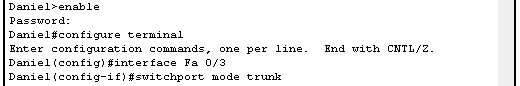 Daniel>enable
Password:
Daniel#configure terminal
Enter configuration commands, one per line.  End with CNTL/Z.
Daniel(config)#interface Fa 0/3
Daniel(config-if)#switchport mode trunk